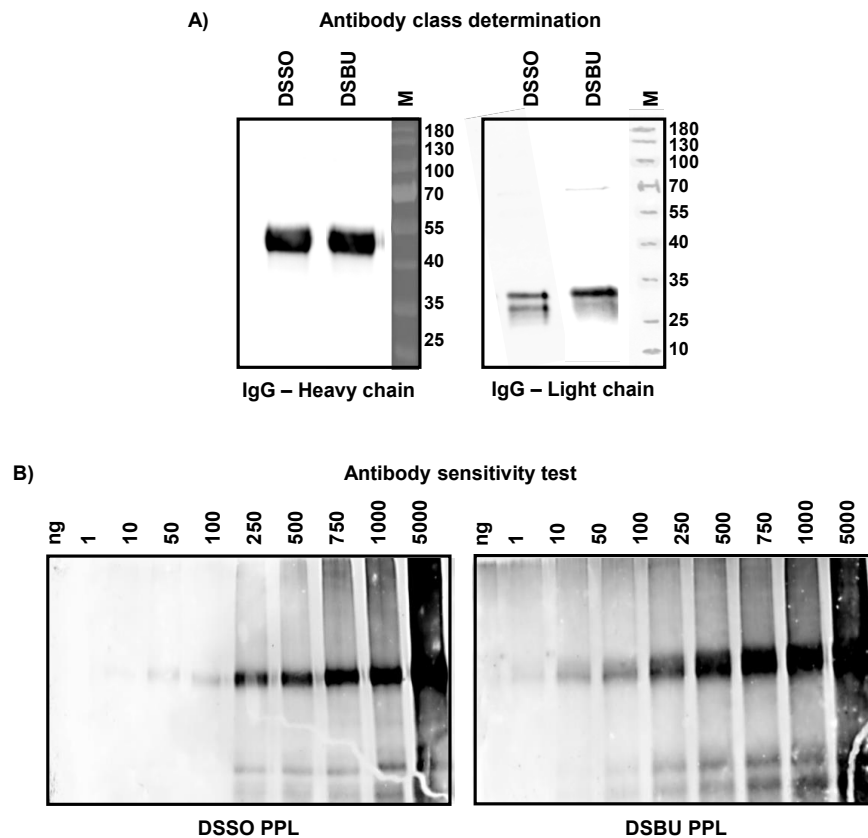 A) Antibody class determination
DSSO DSBU M
180
130
100
70
55
40
35
25
IgG – Heavy chain
DSSO DSBU M
180
130
100
70
55
40
35
25
10
IgG – Light chain
B) Antibody sensitivity test
ng 1 10 50 100 250 500 750 1000 5000
DSSO PPL
ng 1 10 50 100 250 500 750 1000 5000
DSBU PPL